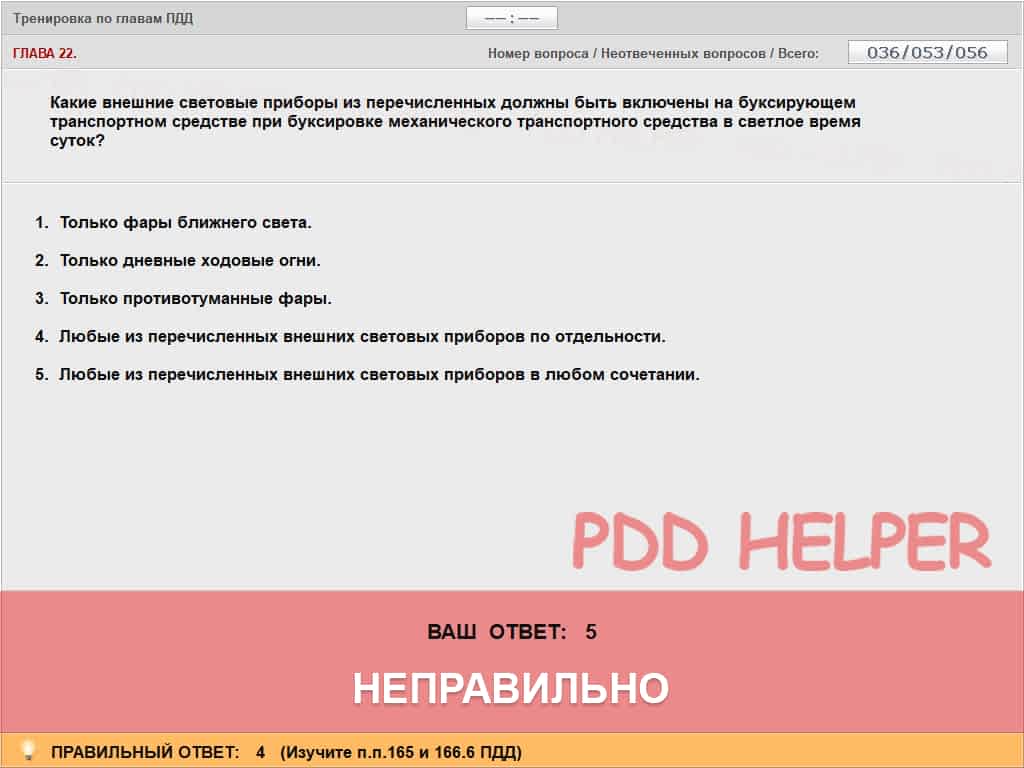 Тренировка по главам ПДД
—— : ——
ГЛАВА 22.
Номер вопроса / Неотвеченных вопросов / Всего:
036/053/056
Какие внешние световые приборы из перечисленных должны быть включены на буксирующем
транспортном средстве при буксировке механического транспортного средства в светлое время
суток?
1. Только фары ближнего света.
2. Только дневные ходовые огни.
3. Только противотуманные фары.
4. Любые из перечисленных внешних световых приборов по отдельности.
5. Любые из перечисленных внешних световых приборов в любом сочетании.
PDD HELPER
ВАШ ОТВЕТ: 5
НЕПРАВИЛЬНО
ПРАВИЛЬНЫЙ ОТВЕТ: 4 (Изучите п.п.165 и 166.6 ПДД)